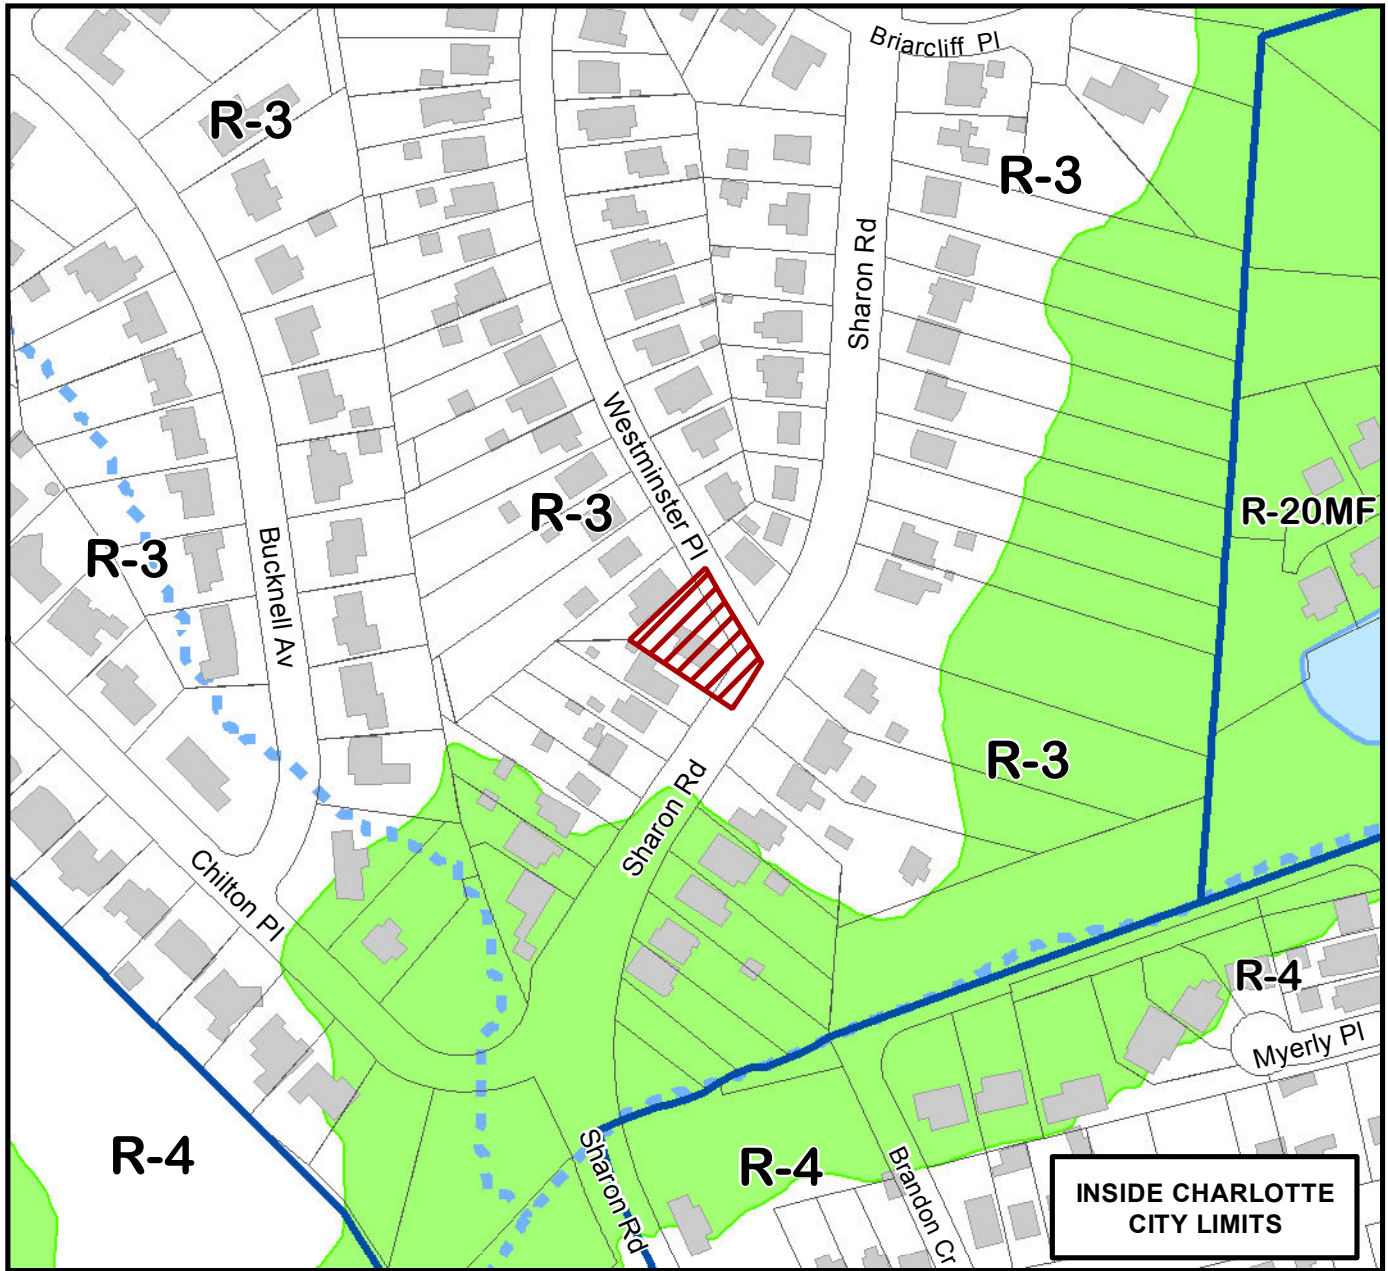 Briarcliff Pl
R-3
R-3
Sharon Rd
Westminster Pl
R-3
R-20MF
R-3
Bucknell Av
R-3
Sharon Rd
Chilton Pl
R-4
Myerly Pl
R-4
Sharon Rd
R-4
Brandon Cr
INSIDE CHARLOTTE
CITY LIMITS